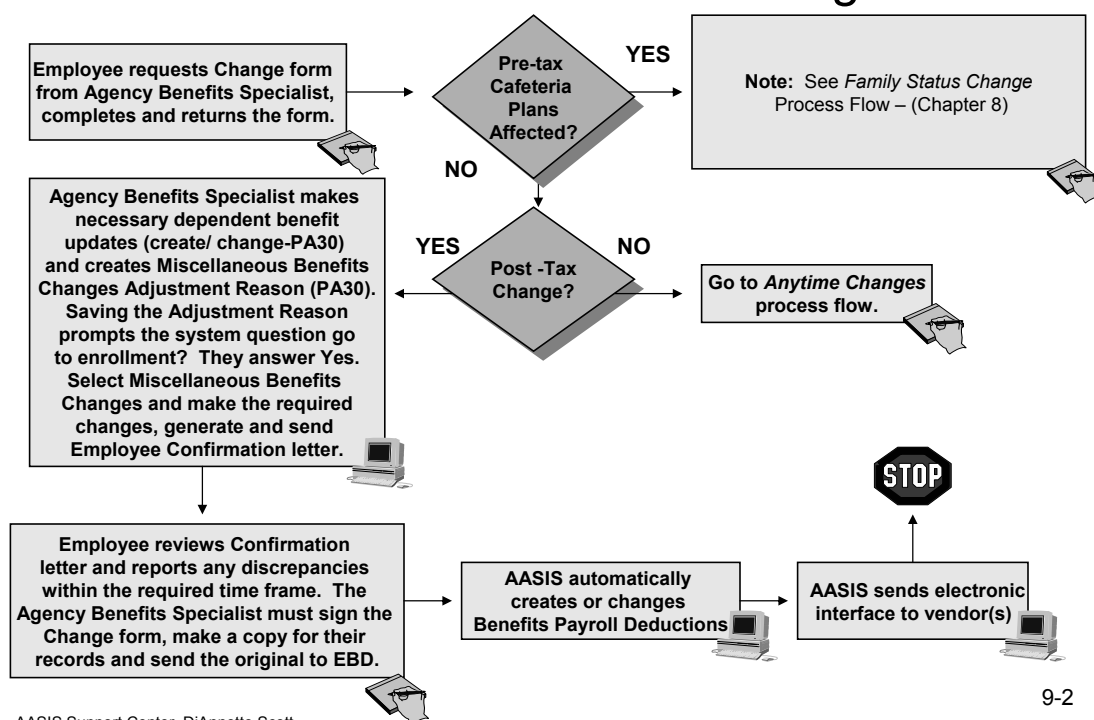 Employee requests Change form
from Agency Benefits Specialist,
completes and returns the form.
Pre-tax
Cafeteria
Plans
Affected?
YES
Note: See Family Status Change
Process Flow – (Chapter 8)
NO
Agency Benefits Specialist makes
necessary dependent benefit
updates (create/ change-PA30)
and creates Miscellaneous Benefits
Changes Adjustment Reason (PA30).
Saving the Adjustment Reason
prompts the system question go
to enrollment? They answer Yes.
Select Miscellaneous Benefits
Changes and make the required
changes, generate and send
Employee Confirmation letter.
YES
Post -Tax
Change?
NO
Go to Anytime Changes
process flow.
STOP
Employee reviews Confirmation
letter and reports any discrepancies
within the required time frame. The
Agency Benefits Specialist must sign the
Change form, make a copy for their
records and send the original to EBD.
AASIS automatically
creates or changes
Benefits Payroll Deductions
AASIS sends electronic
interface to vendor(s)
9-2
AASIS Support Center